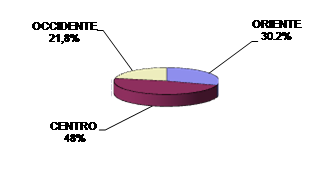 OCCIDENTE
21,8%
ORIENTE
30.2%
CENTRO
48%